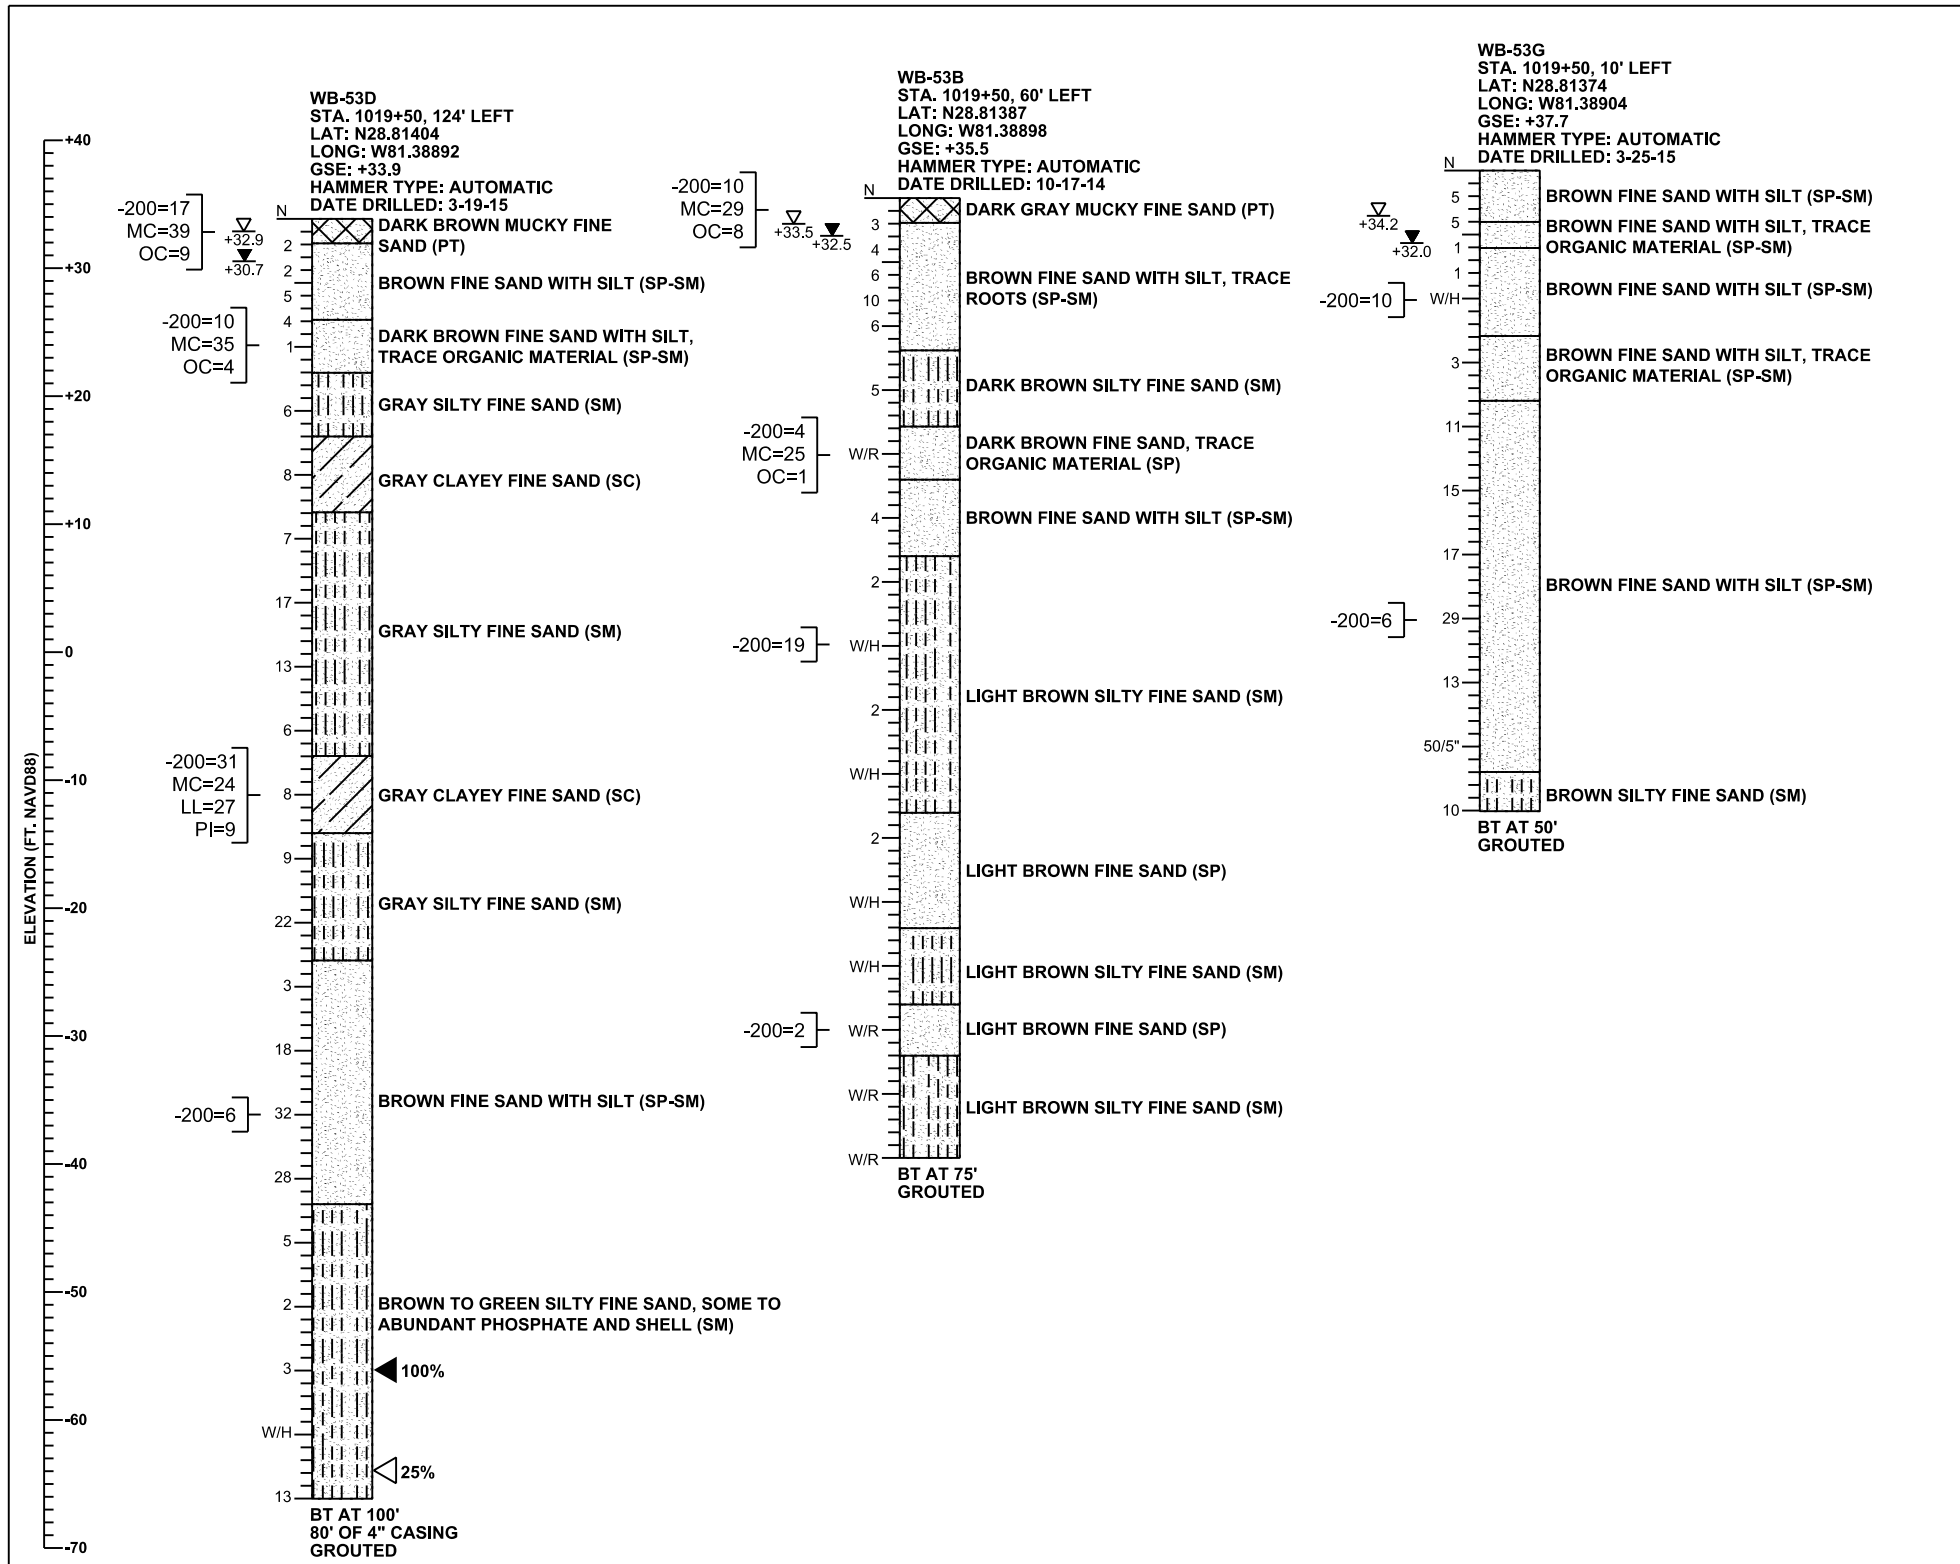 ELEVATION (FT. NAVD88)
+40
+30
+20
+10
0
-10
-20
-30
-40
-50
-60
-70
WB-53D
STA. 1019+50, 124' LEFT
LAT: N28.81404
LONG: W81.38892
GSE: +33.9
HAMMER TYPE: AUTOMATIC
DATE DRILLED: 3-19-15
N
-200=17
MC=39
OC=9
+32.9
+30.7
-200=10
MC=35
OC=4
-200=31
MC=24
LL=27
PI=9
-200=6
2
2
5
4
1
6
8
7
17
13
6
8
9
22
3
18
32
28
5
2
3
W/H
13
DARK BROWN MUCKY FINE
SAND (PT)
BROWN FINE SAND WITH SILT (SP-SM)
DARK BROWN FINE SAND WITH SILT,
TRACE ORGANIC MATERIAL (SP-SM)
GRAY SILTY FINE SAND (SM)
GRAY CLAYEY FINE SAND (SC)
GRAY SILTY FINE SAND (SM)
GRAY CLAYEY FINE SAND (SC)
GRAY SILTY FINE SAND (SM)
BROWN FINE SAND WITH SILT (SP-SM)
BROWN TO GREEN SILTY FINE SAND, SOME TO
ABUNDANT PHOSPHATE AND SHELL (SM)
100%
25%
BT AT 100'
80' OF 4" CASING
GROUTED
WB-53B
STA. 1019+50, 60' LEFT
LAT: N28.81387
LONG: W81.38898
GSE: +35.5
HAMMER TYPE: AUTOMATIC
DATE DRILLED: 10-17-14
N
-200=10
MC=29
OC=8
+33.5
+32.5
-200=4
MC=25
OC=1
-200=19
-200=2
3
4
6
10
6
5
W/R
4
2
W/H
2
W/H
2
W/H
W/H
W/R
W/R
W/R
DARK GRAY MUCKY FINE SAND (PT)
BROWN FINE SAND WITH SILT, TRACE
ROOTS (SP-SM)
DARK BROWN SILTY FINE SAND (SM)
DARK BROWN FINE SAND, TRACE
ORGANIC MATERIAL (SP)
BROWN FINE SAND WITH SILT (SP-SM)
LIGHT BROWN SILTY FINE SAND (SM)
LIGHT BROWN FINE SAND (SP)
LIGHT BROWN SILTY FINE SAND (SM)
LIGHT BROWN FINE SAND (SP)
LIGHT BROWN SILTY FINE SAND (SM)
BT AT 75'
GROUTED
WB-53G
STA. 1019+50, 10' LEFT
LAT: N28.81374
LONG: W81.38904
GSE: +37.7
HAMMER TYPE: AUTOMATIC
DATE DRILLED: 3-25-15
N
+34.2
+32.0
-200=10
-200=6
5
5
1
1
W/H
3
11
15
17
29
13
50/5"
10
BROWN FINE SAND WITH SILT (SP-SM)
BROWN FINE SAND WITH SILT, TRACE
ORGANIC MATERIAL (SP-SM)
BROWN FINE SAND WITH SILT (SP-SM)
BROWN FINE SAND WITH SILT, TRACE
ORGANIC MATERIAL (SP-SM)
BROWN FINE SAND WITH SILT (SP-SM)
BROWN SILTY FINE SAND (SM)
BT AT 50'
GROUTED